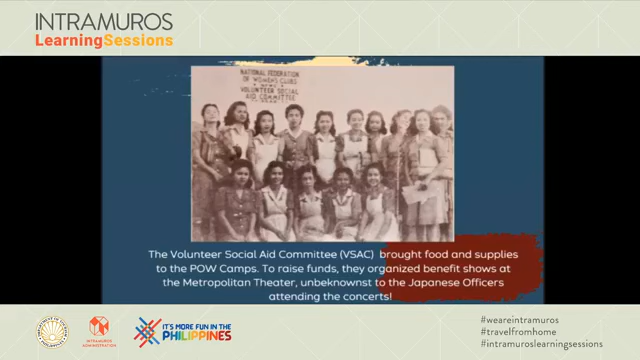 INTRAMUROS
LearningSessions
NATIONAL FEDERATION
OF WOMEN'S CLUBS
VOLUNTEER SOCIAL
AID COMMITTEE
The Volunteer Social Aid Committee (VSAC) brought food and supplies
to the POW Camps. To raise funds, they organized benefit shows at
the Metropolitan Theater, unbeknownst to the Japanese Officers
attending the concerts!
INTRAMUROS
ADMINISTRATION
IT'S MORE FUN IN THE
PHILIPPINES
#weareintramuros
#travelfromhome
#intramuroslearningsessions